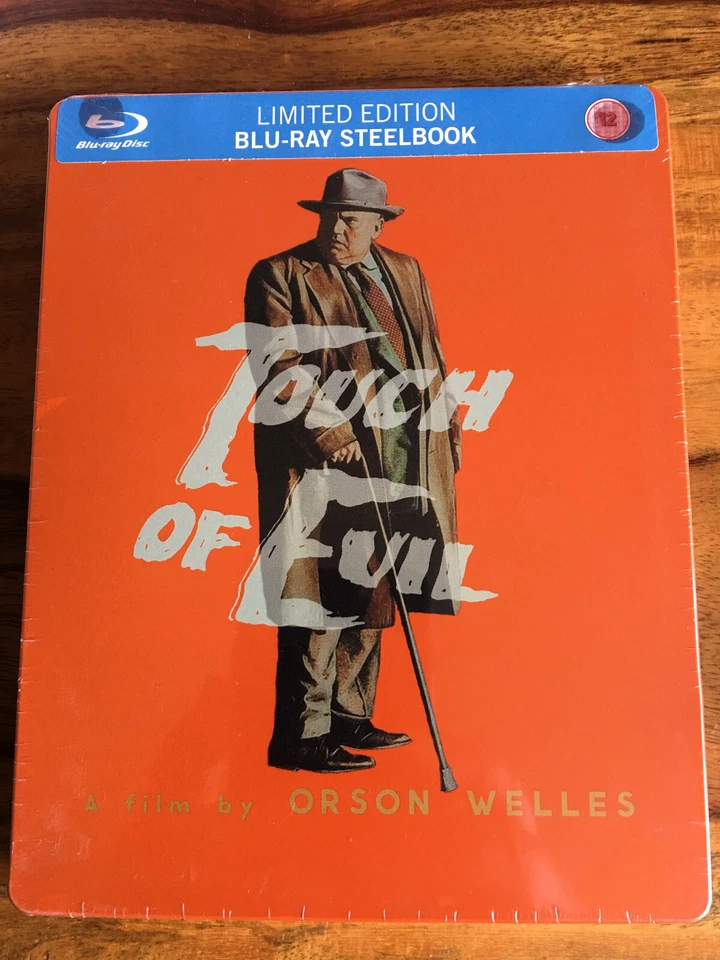 Blu-ray Disc
LIMITED EDITION
BLU-RAY STEELBOOK
12
TOUCH
OF EVIL
A film by ORSON WELLES